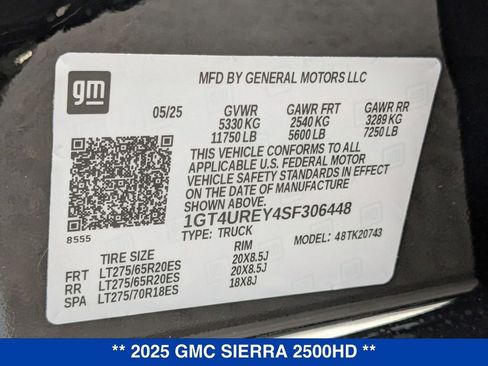 gm
MFD BY GENERAL MOTORS LLC
05/25 GVWR GAWR FRT GAWR RR
5330 KG 2540 KG 3289 KG
11750 LB 5600 LB 7250 LB
THIS VEHICLE CONFORMS TO ALL
APPLICABLE U.S. FEDERAL MOTOR
VEHICLE SAFETY STANDARDS IN
EFFECT ON THE DATE OF MANUFACTURE
SHOWN ABOVE.
1GT4UREY4SF306448
8555 TYPE: TRUCK MODEL: 48TK20743
TIRE SIZE RIM
FRT LT275/65R20ES 20X8.5J
RR LT275/65R20ES 20X8.5J
SPA LT275/70R18ES 18X8J
** 2025 GMC SIERRA 2500HD **